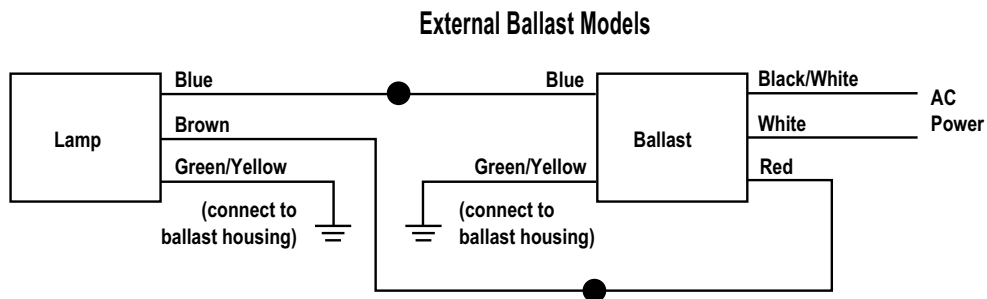 External Ballast Models
Blue
Blue
Black/White
AC
Power
Brown
White
Lamp
Ballast
Green/Yellow
Green/Yellow
Red
(connect to
ballast housing)
(connect to
ballast housing)